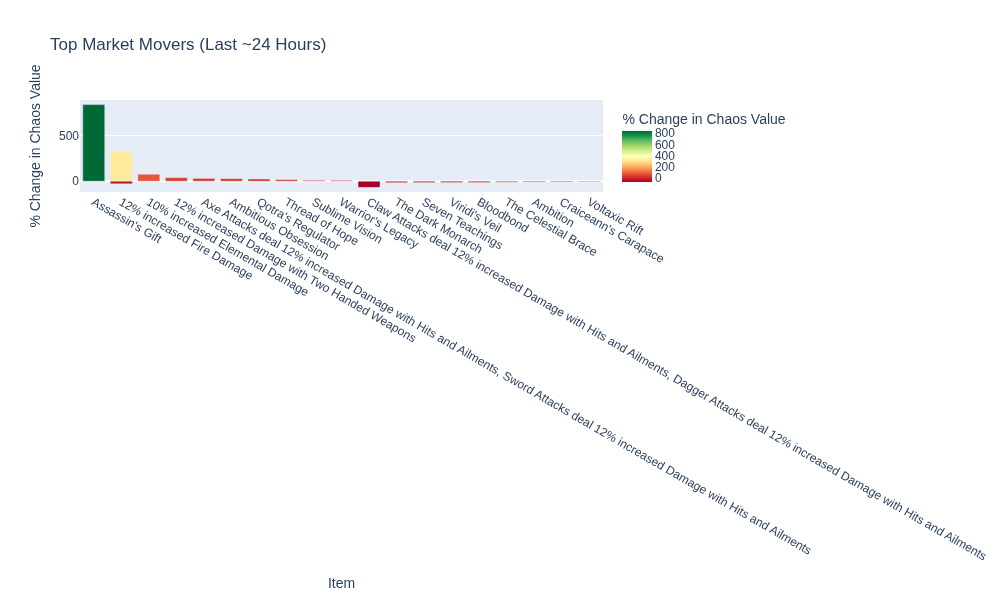 Top Market Movers (Last ~24 Hours)
% Change in Chaos Value
500
0
% Change in Chaos Value
800
600
400
200
0
Assassin's Gift
12% increased Fire Damage
10% increased Elemental Damage
12% increased Damage with Two Handed Weapons
Axe Attacks deal 12% increased Damage with Hits and Ailments, Sword Attacks deal 12% increased Damage with Hits and Ailments
Ambitious Obsession
Qotra's Regulator
Thread of Hope
Sublime Vision
Warrior's Legacy
Claw Attacks deal 12% increased Damage with Hits and Ailments, Dagger Attacks deal 12% increased Damage with Hits and Ailments
The Dark Monarch
Seven Teachings
Viridi's Veil
Bloodbond
The Celestial Brace
Ambition
Craiceann's Carapace
Voltaxic Rift
Item